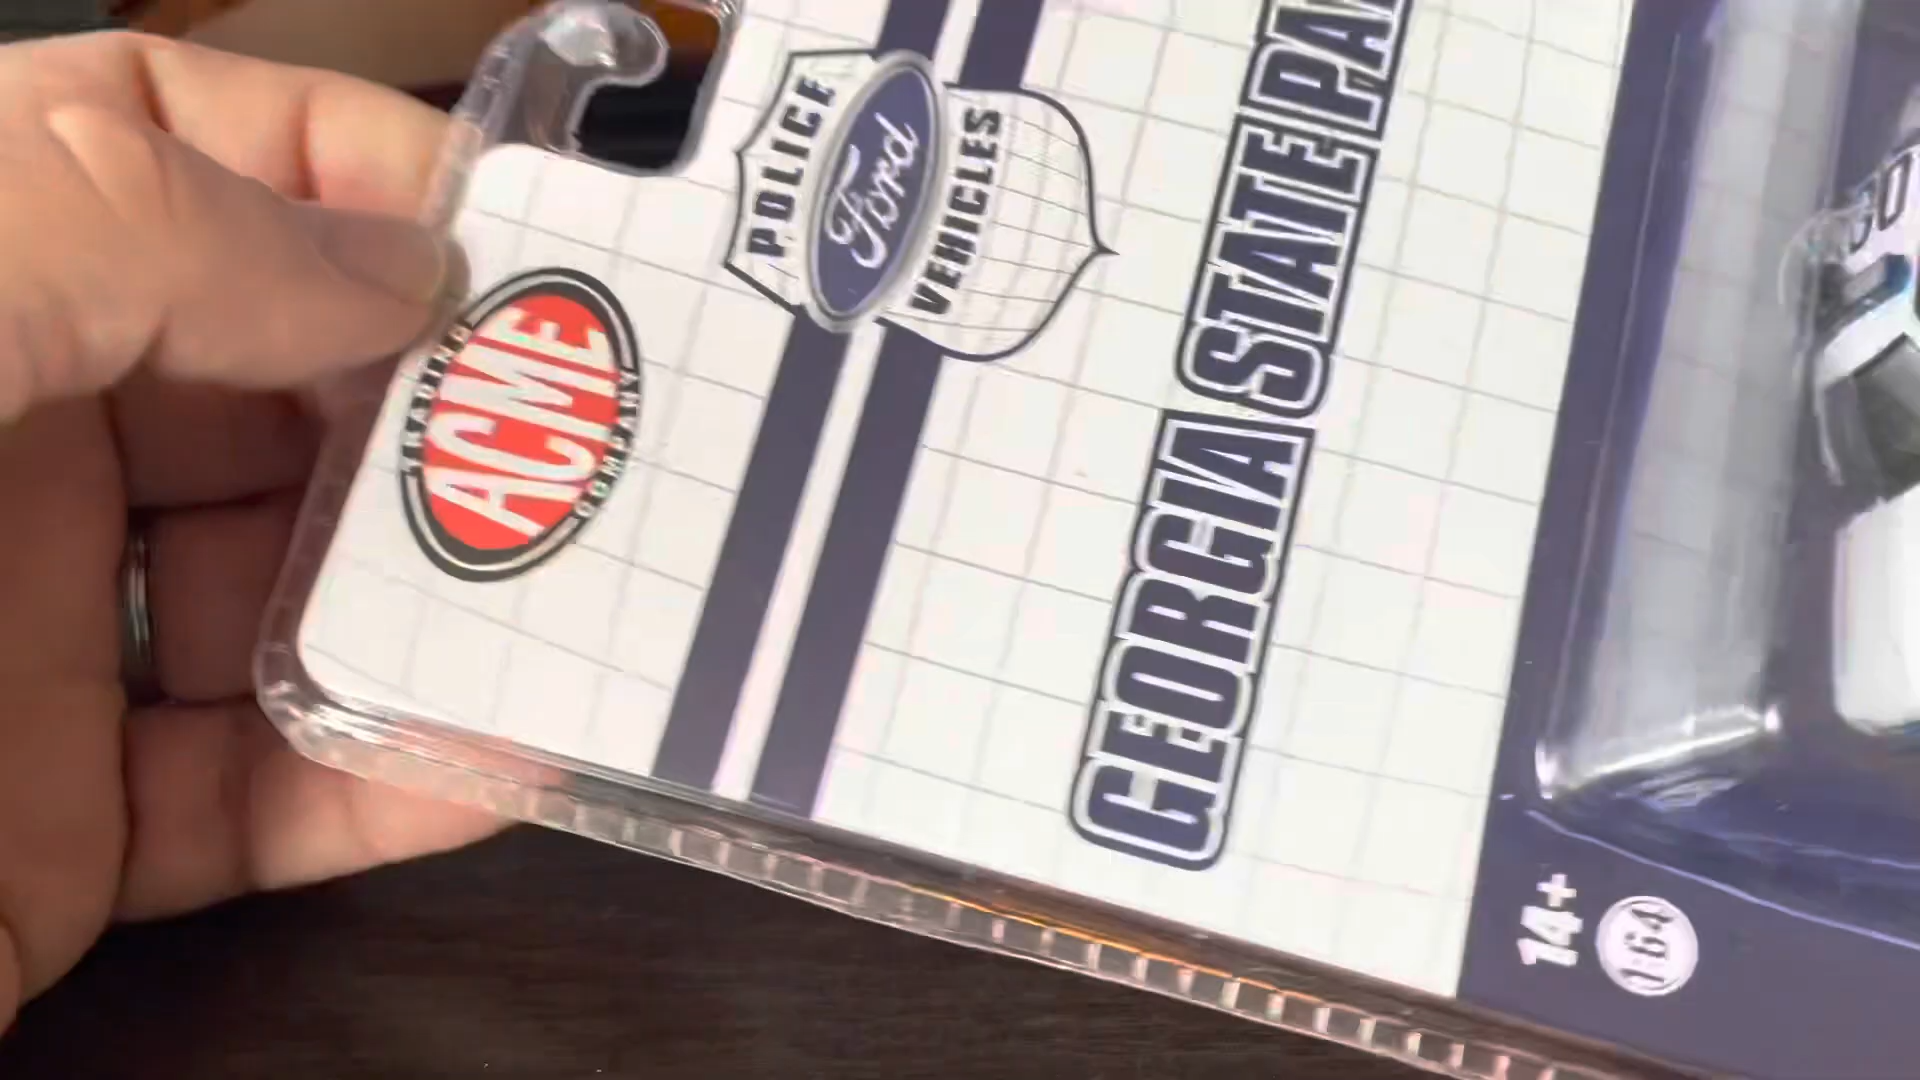 TRADING
ACME
COMPANY
POLICE
Ford
VEHICLES
GEORGIA STATE PA
14+
1:64